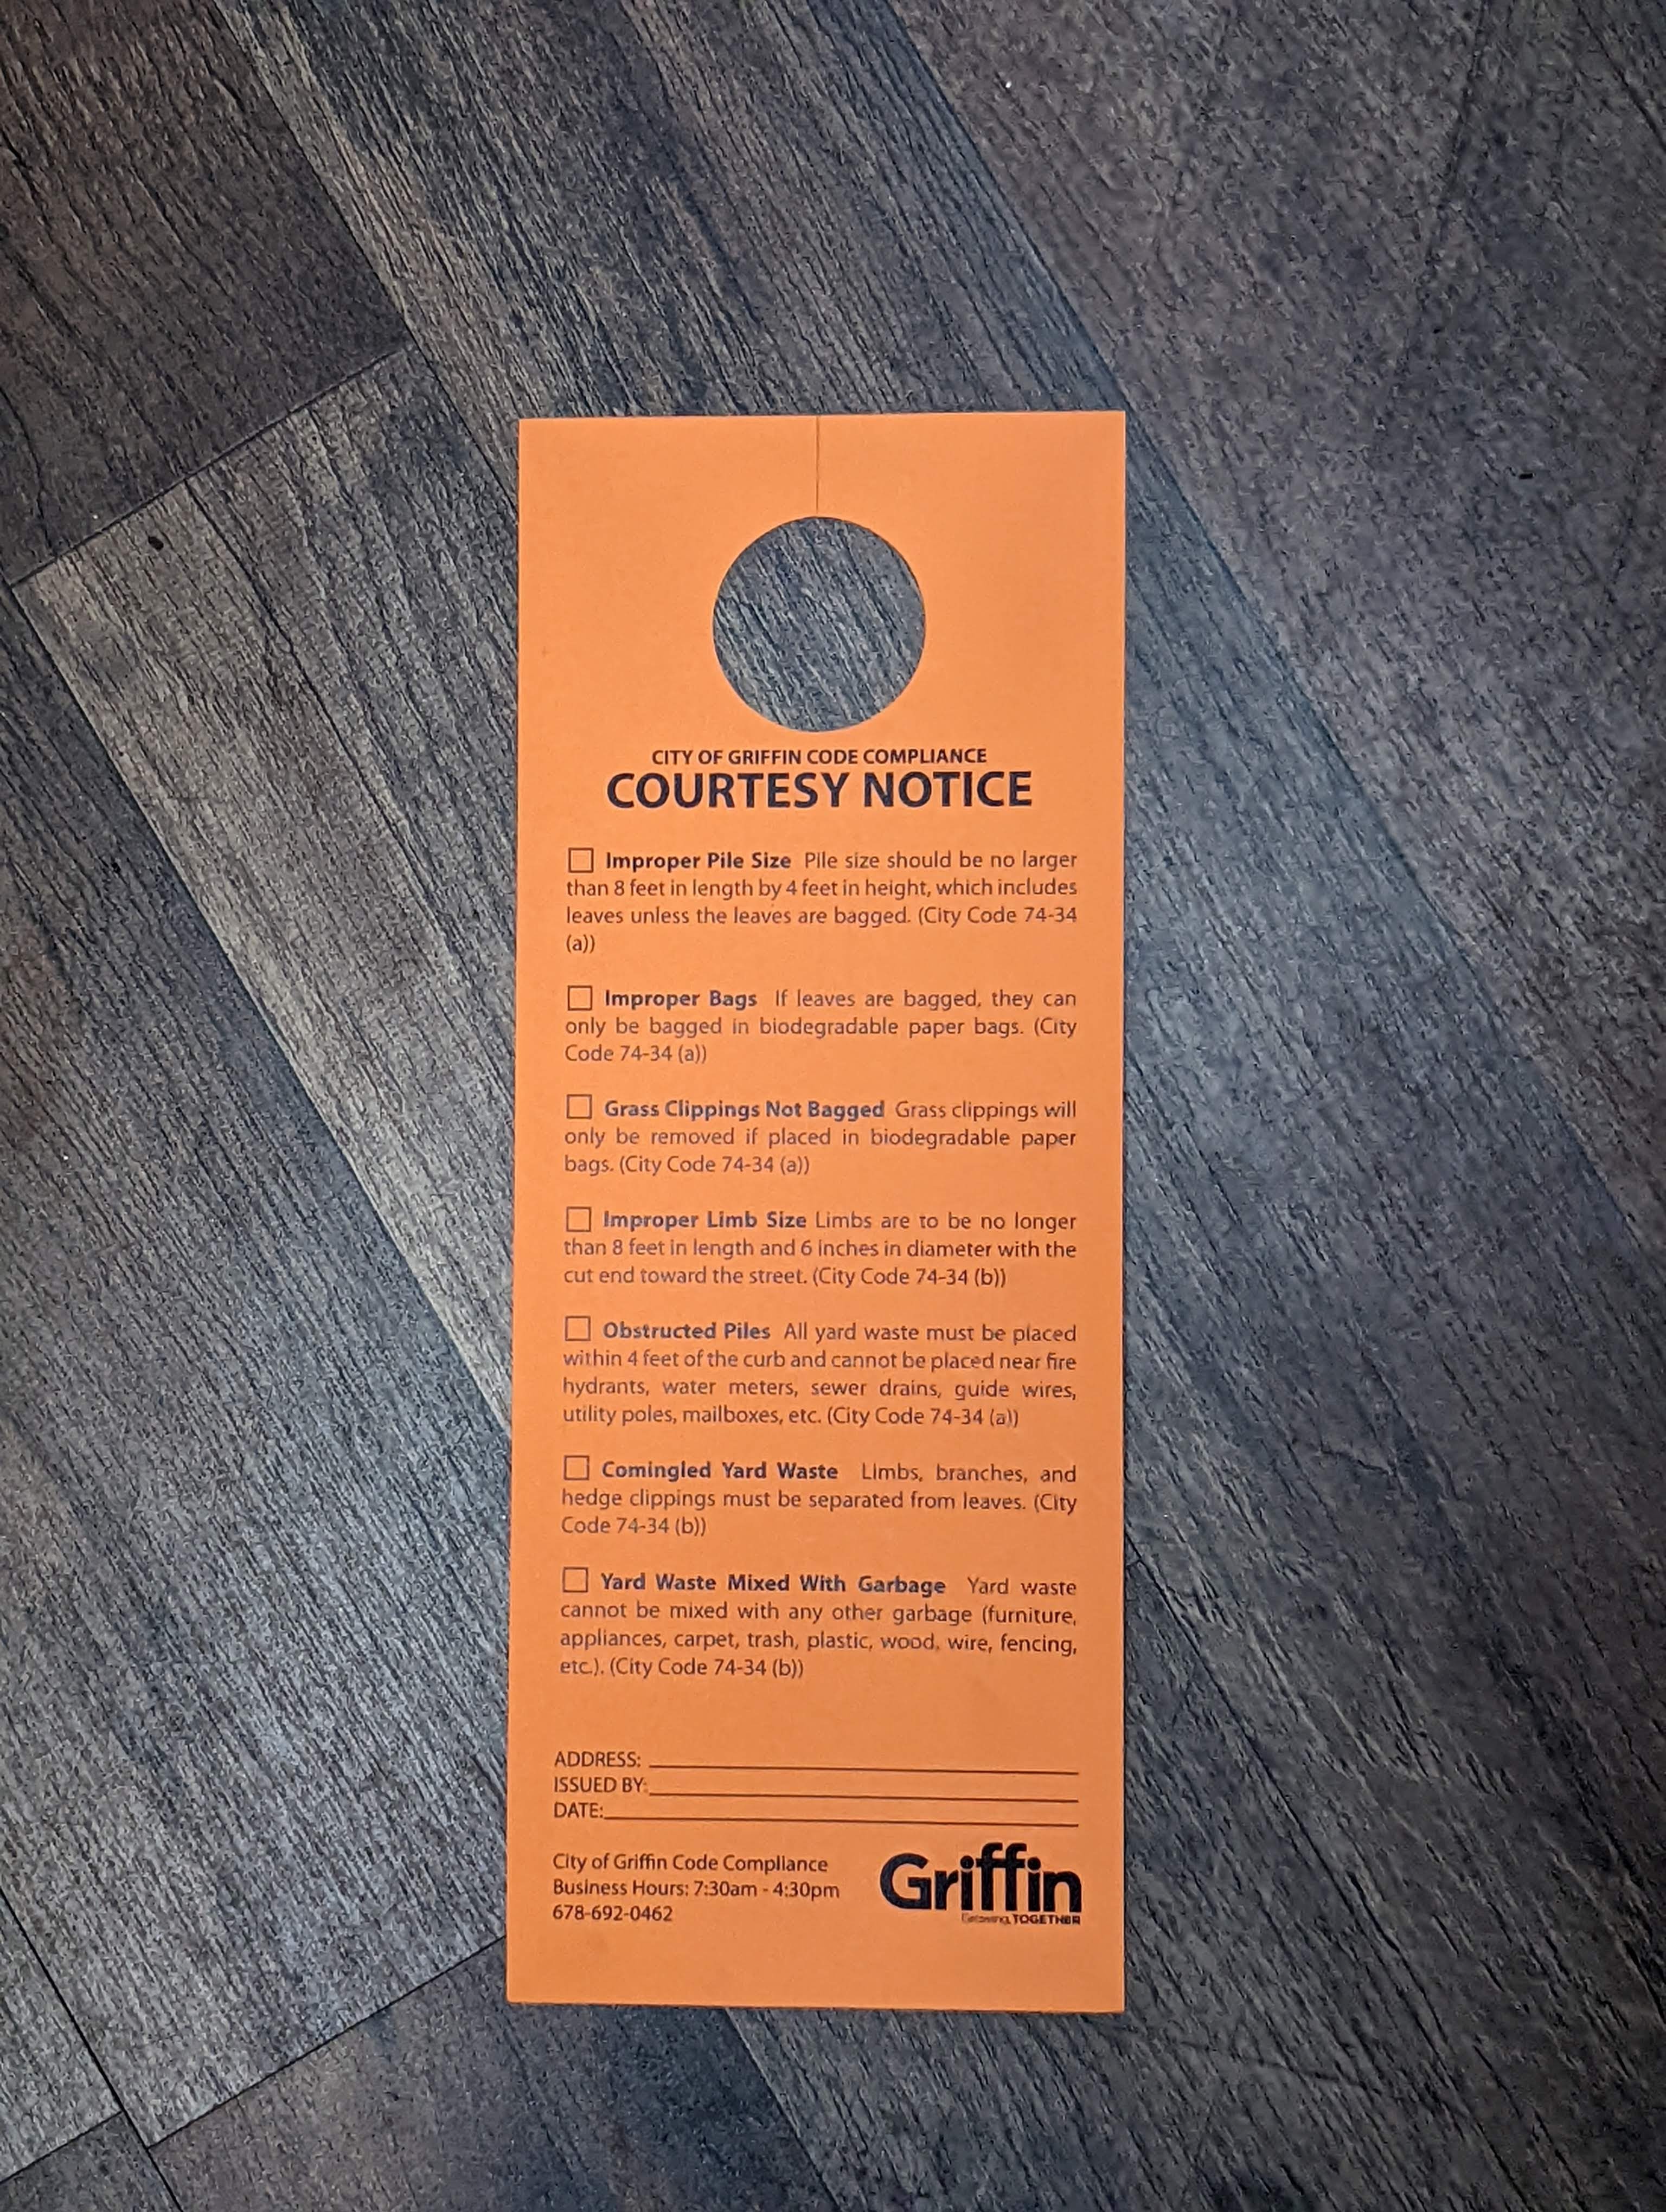 CITY OF GRIFFIN CODE COMPLIANCE
COURTESY NOTICE
Improper Pile Size Pile size should be no larger
than 8 feet in length by 4 feet in height, which includes
leaves unless the leaves are bagged. (City Code 74-34
(a))
Improper Bags If leaves are bagged, they can
only be bagged in biodegradable paper bags. (City
Code 74-34 (a))
Grass Clippings Not Bagged Grass clippings will
only be removed if placed in biodegradable paper
bags. (City Code 74-34 (a))
Improper Limb Size Limbs are to be no longer
than 8 feet in length and 6 inches in diameter with the
cut end toward the street. (City Code 74-34 (b))
Obstructed Piles All yard waste must be placed
within 4 feet of the curb and cannot be placed near fire
hydrants, water meters, sewer drains, guide wires,
utility poles, mailboxes, etc. (City Code 74-34 (a))
Comingled Yard Waste Limbs, branches, and
hedge clippings must be separated from leaves. (City
Code 74-34 (b))
Yard Waste Mixed With Garbage Yard waste
cannot be mixed with any other garbage (furniture,
appliances, carpet, trash, plastic, wood, wire, fencing,
etc.). (City Code 74-34 (b))
ADDRESS:
ISSUED BY:
DATE:
City of Griffin Code Compliance
Business Hours: 7:30am - 4:30pm
678-692-0462
Griffin
Growing TOGETHER